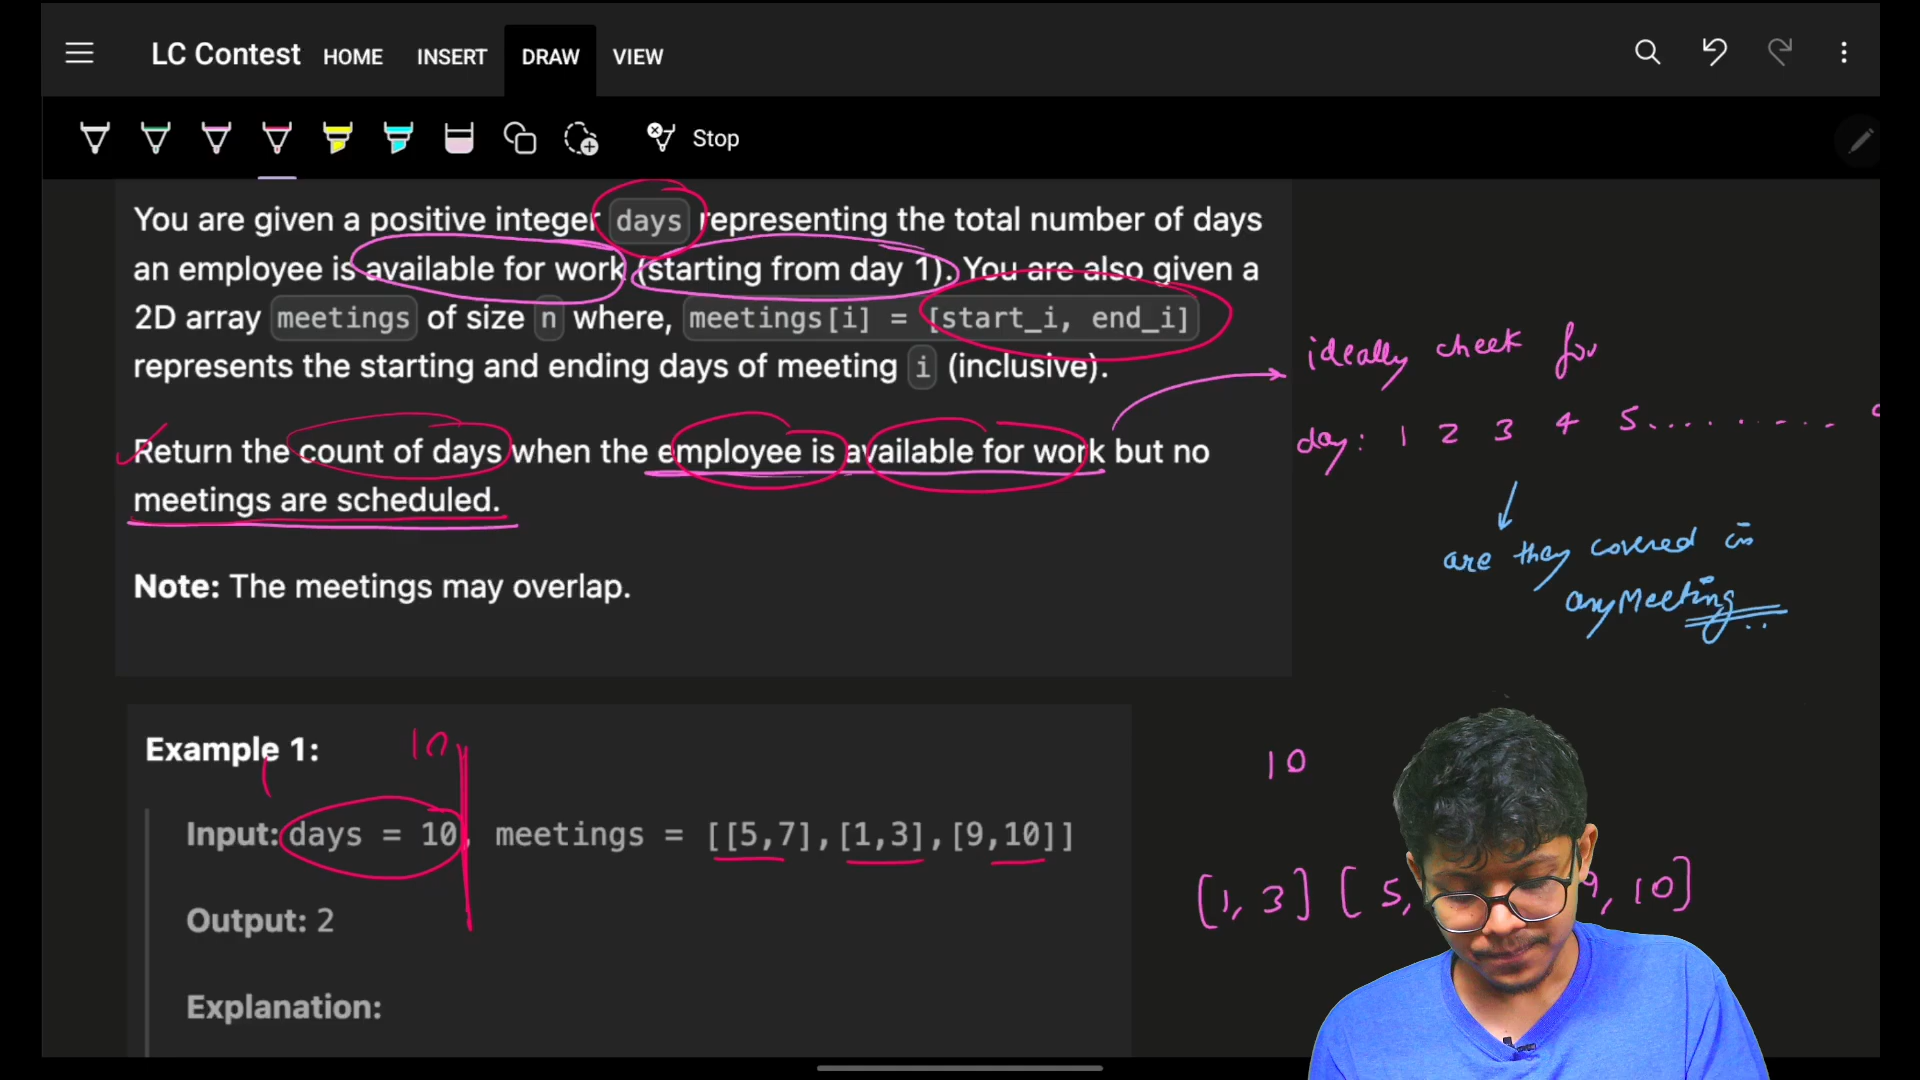 LC Contest HOME INSERT DRAW VIEW
Stop
You are given a positive integer days representing the total number of days
an employee is available for work (starting from day 1). You are also given a
2D array meetings of size n where, meetings[i] = [start_i, end_i]
represents the starting and ending days of meeting i (inclusive).
Return the count of days when the employee is available for work but no
meetings are scheduled.
Note: The meetings may overlap.
ideally check for
day: 1 2 3 4 5.........
are they covered in
any Meeting
Example 1:
10
Input: days = 10, meetings = [[5,7],[1,3],[9,10]]
Output: 2
Explanation:
10
[1, 3] [5, 9, 10]